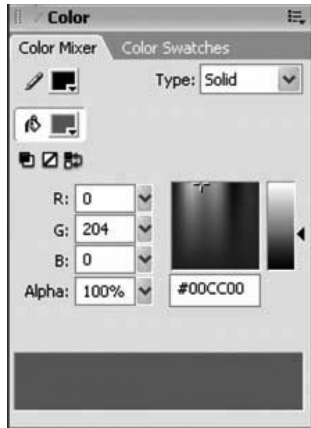 Color
Color Mixer Color Swatches
Type: Solid
R: 0
G: 204
B: 0
Alpha: 100% #00CC00